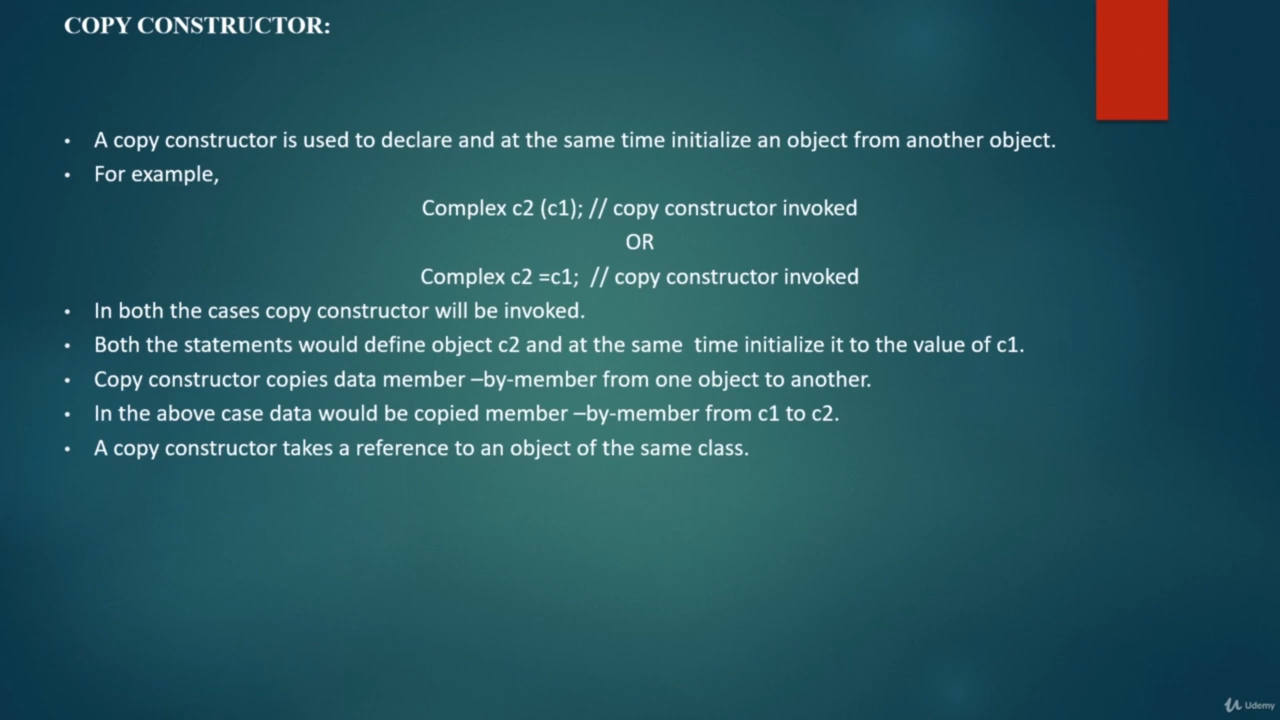 COPY CONSTRUCTOR:
• A copy constructor is used to declare and at the same time initialize an object from another object.
• For example,
Complex c2 (c1); // copy constructor invoked
OR
Complex c2 =c1;  // copy constructor invoked
• In both the cases copy constructor will be invoked.
• Both the statements would define object c2 and at the same  time initialize it to the value of c1.
• Copy constructor copies data member –by-member from one object to another.
• In the above case data would be copied member –by-member from c1 to c2.
• A copy constructor takes a reference to an object of the same class.
Udemy